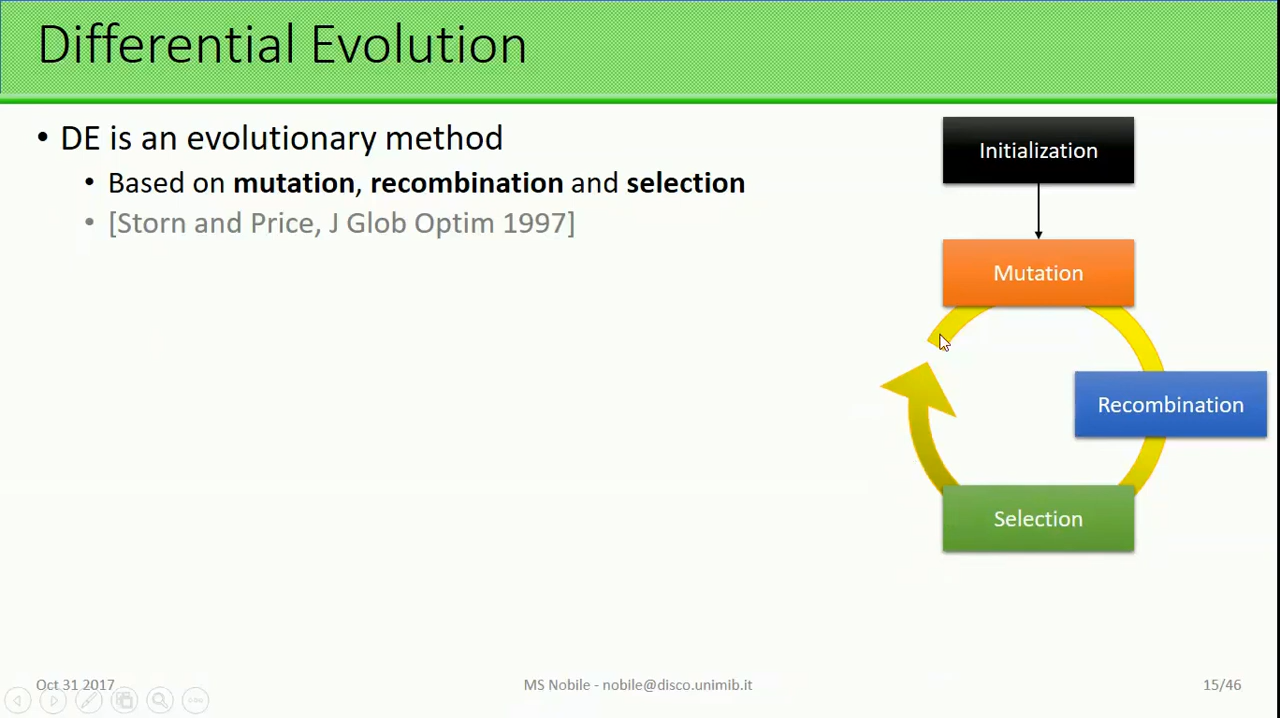 Differential Evolution
• DE is an evolutionary method
• Based on mutation, recombination and selection
• [Storn and Price, J Glob Optim 1997]
Initialization
Mutation
Recombination
Selection
Oct 31 2017
MS Nobile - nobile@disco.unimib.it
15/46